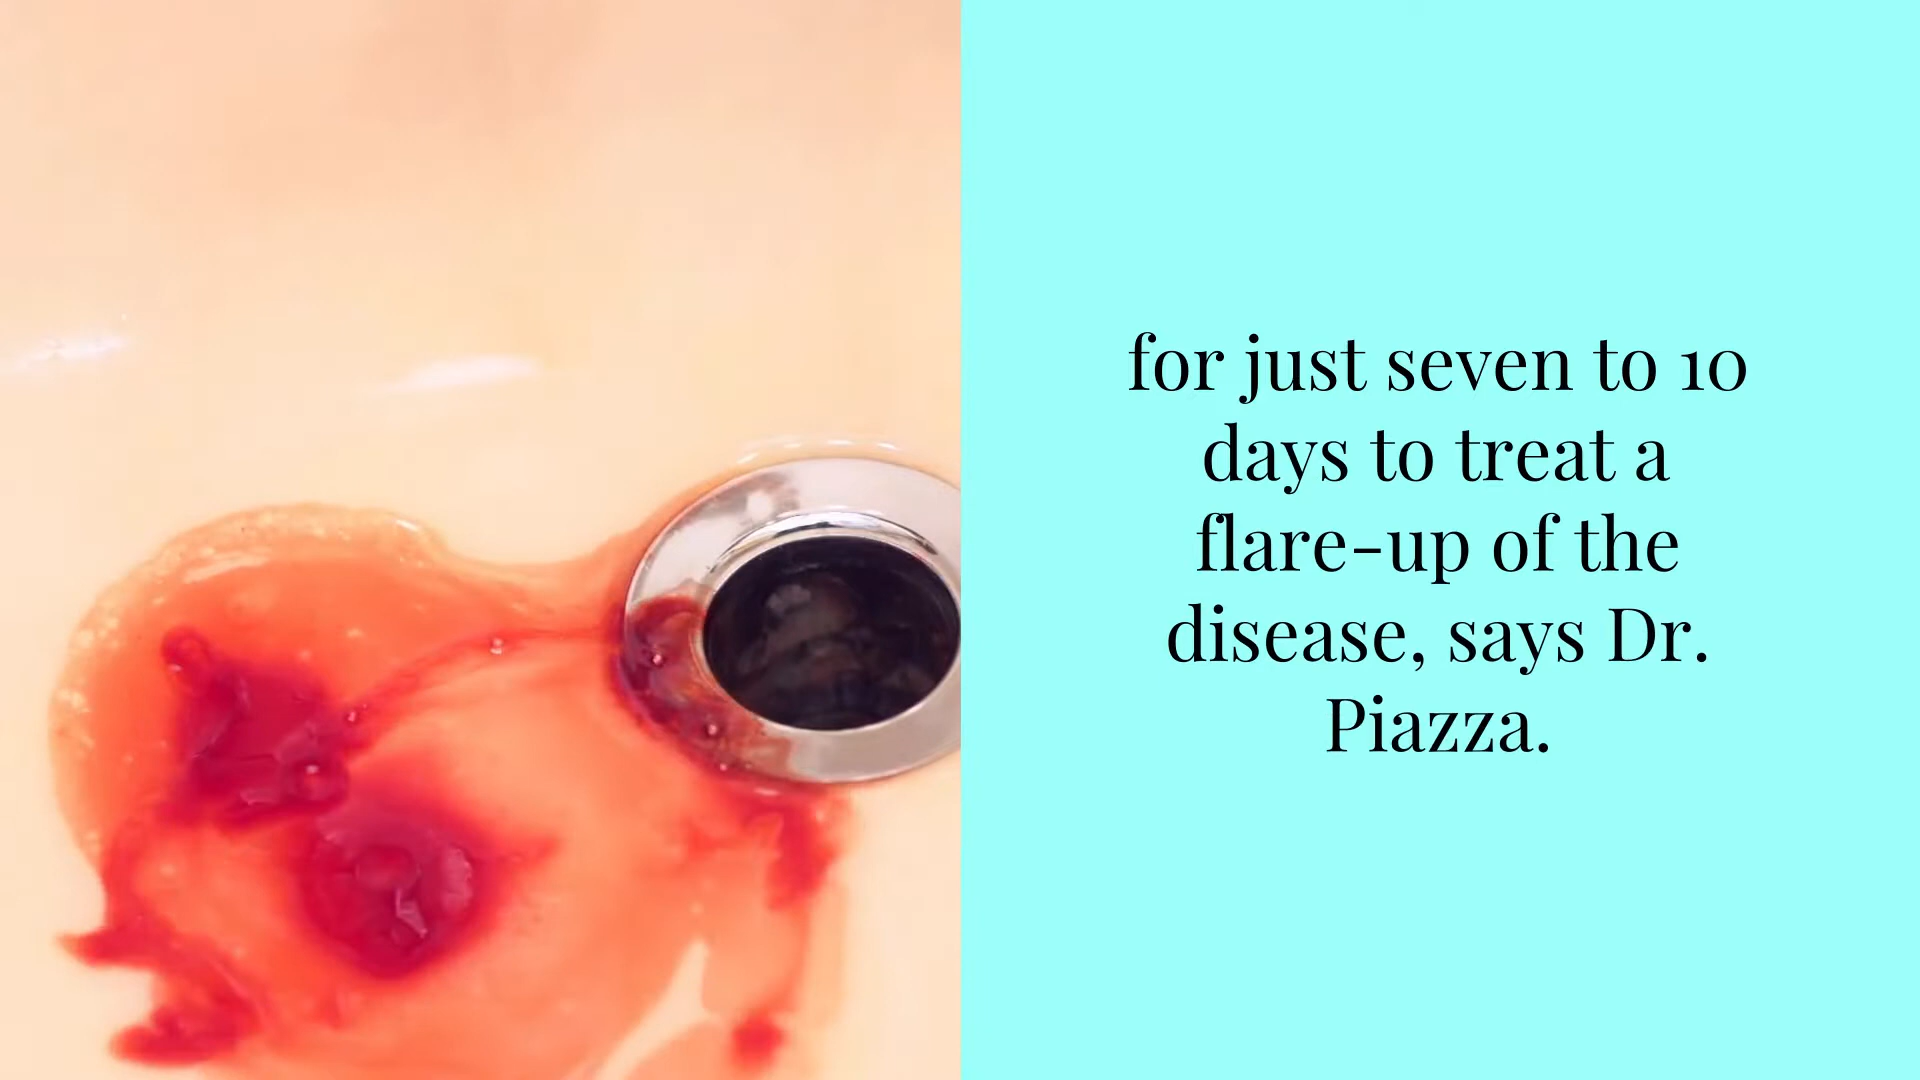 for just seven to 10
days to treat a
flare-up of the
disease, says Dr.
Piazza.